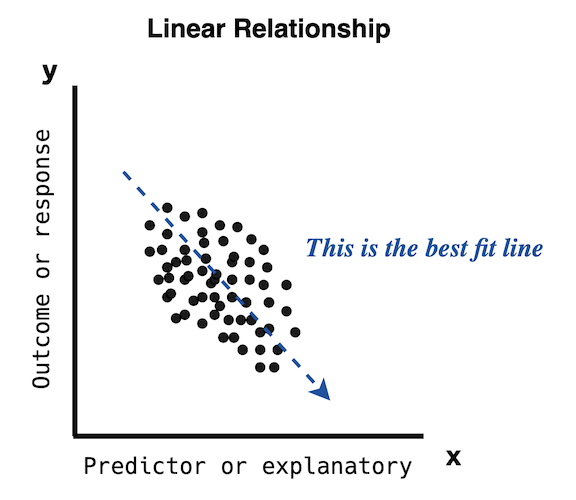 Linear Relationship
y
Outcome or response
This is the best fit line
Predictor or explanatory
x